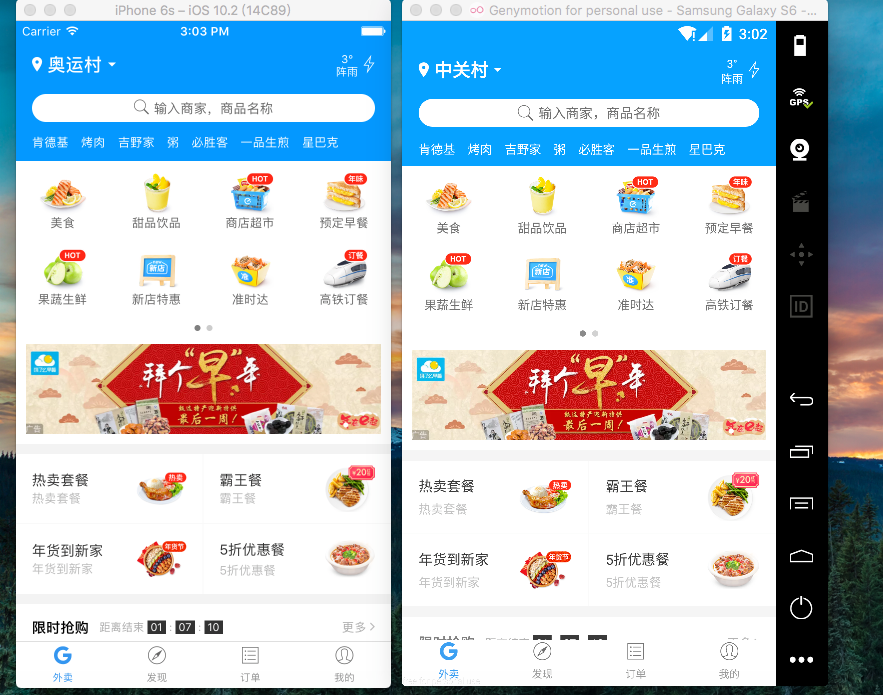 iPhone 6s – iOS 10.2 (14C89)
Carrier 3:03 PM
奥运村
3°
阵雨
输入商家，商品名称
肯德基 烤肉 吉野家 粥 必胜客 一品生煎 星巴克
HOT 年味
美食 甜品饮品 商店超市 预定早餐
HOT 新店 准 订餐
果蔬生鲜 新店特惠 准时达 高铁订餐
拜个“早”年
最后一周！
广告
热卖套餐 热卖
热卖套餐
霸王餐 ¥20
霸王餐
年货到新家 年货节
年货到新家
5折优惠餐
5折优惠餐
限时抢购 距离结束 01 : 07 : 10 更多
外卖 发现 订单 我的
Genymotion for personal use - Samsung Galaxy S6 -...
3:02
中关村
3°
阵雨
输入商家，商品名称
肯德基 烤肉 吉野家 粥 必胜客 一品生煎 星巴克
HOT 年味
美食 甜品饮品 商店超市 预定早餐
HOT 新店 准 订餐
果蔬生鲜 新店特惠 准时达 高铁订餐
拜个“早”年
最后一周！
广告
热卖套餐 热卖
热卖套餐
霸王餐 ¥20
霸王餐
年货到新家 年货节
年货到新家
5折优惠餐
5折优惠餐
外卖 发现 订单 我的
GPS
ID